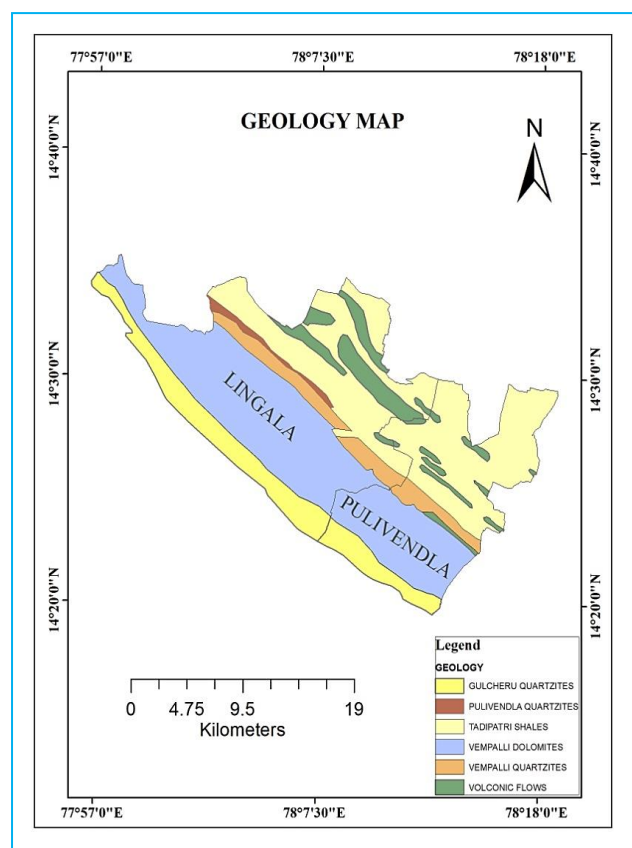 77°57'0"E 78°7'30"E 78°18'0"E
GEOLOGY MAP
N
14°40'0"N 14°40'0"N
14°30'0"N 14°30'0"N
LINGALA
PULIVENDLA
14°20'0"N 14°20'0"N
0 4.75 9.5 19
Kilometers
Legend
GEOLOGY
GULCHERU QUARTZITES
PULIVENDLA QUARTZITES
TADIPATRI SHALES
VEMPALLI DOLOMITES
VEMPALLI QUARTZITES
VOLCONIC FLOWS
77°57'0"E 78°7'30"E 78°18'0"E